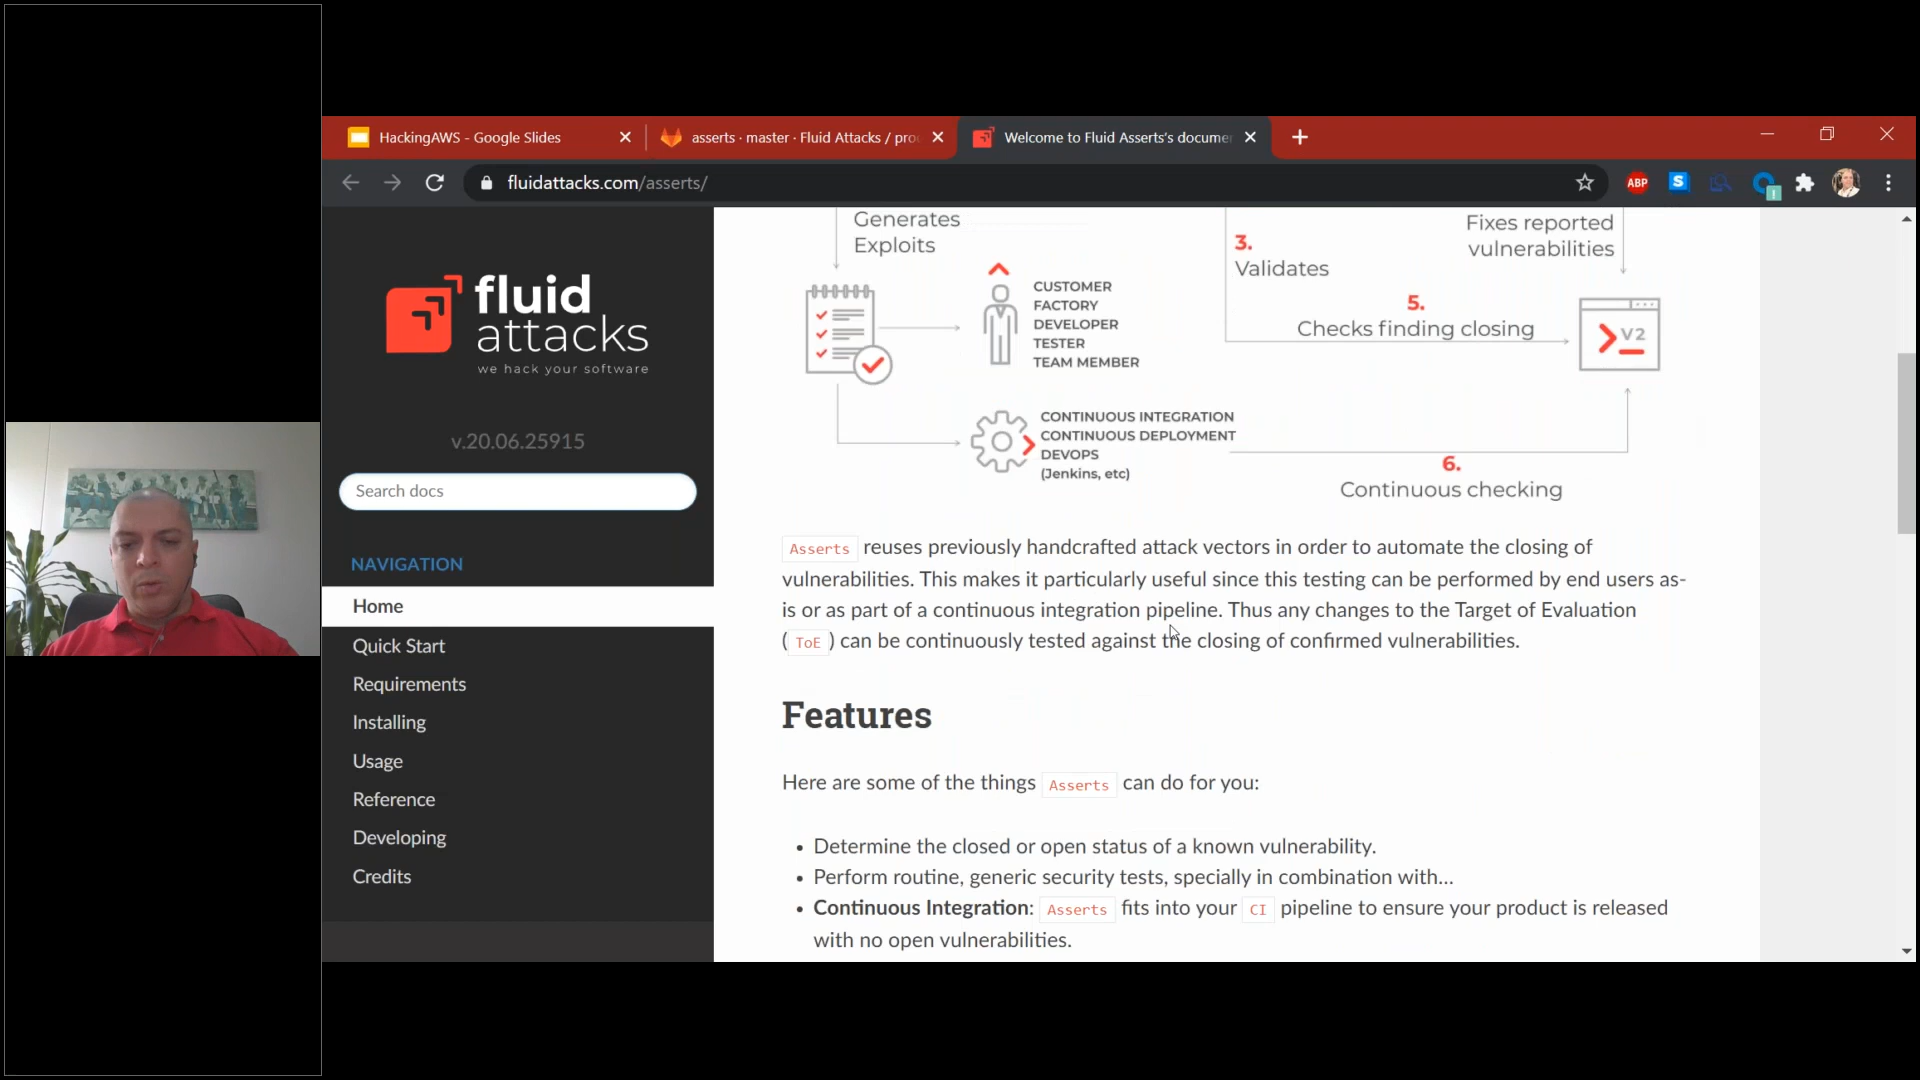 HackingAWS - Google Slides
asserts · master · Fluid Attacks / pro
Welcome to Fluid Asserts's docume
fluidattacks.com/asserts/
ABP
S
fluid
attacks
we hack your software
v.20.06.25915
Search docs
NAVIGATION
Home
Quick Start
Requirements
Installing
Usage
Reference
Developing
Credits
Generates
Exploits
3.
Validates
Fixes reported
vulnerabilities
CUSTOMER
FACTORY
DEVELOPER
TESTER
TEAM MEMBER
5.
Checks finding closing
V2
CONTINUOUS INTEGRATION
CONTINUOUS DEPLOYMENT
DEVOPS
(Jenkins, etc)
6.
Continuous checking
Asserts reuses previously handcrafted attack vectors in order to automate the closing of
vulnerabilities. This makes it particularly useful since this testing can be performed by end users as-
is or as part of a continuous integration pipeline. Thus any changes to the Target of Evaluation
( ToE ) can be continuously tested against the closing of confirmed vulnerabilities.
Features
Here are some of the things Asserts can do for you:
• Determine the closed or open status of a known vulnerability.
• Perform routine, generic security tests, specially in combination with...
• Continuous Integration: Asserts fits into your CI pipeline to ensure your product is released
with no open vulnerabilities.